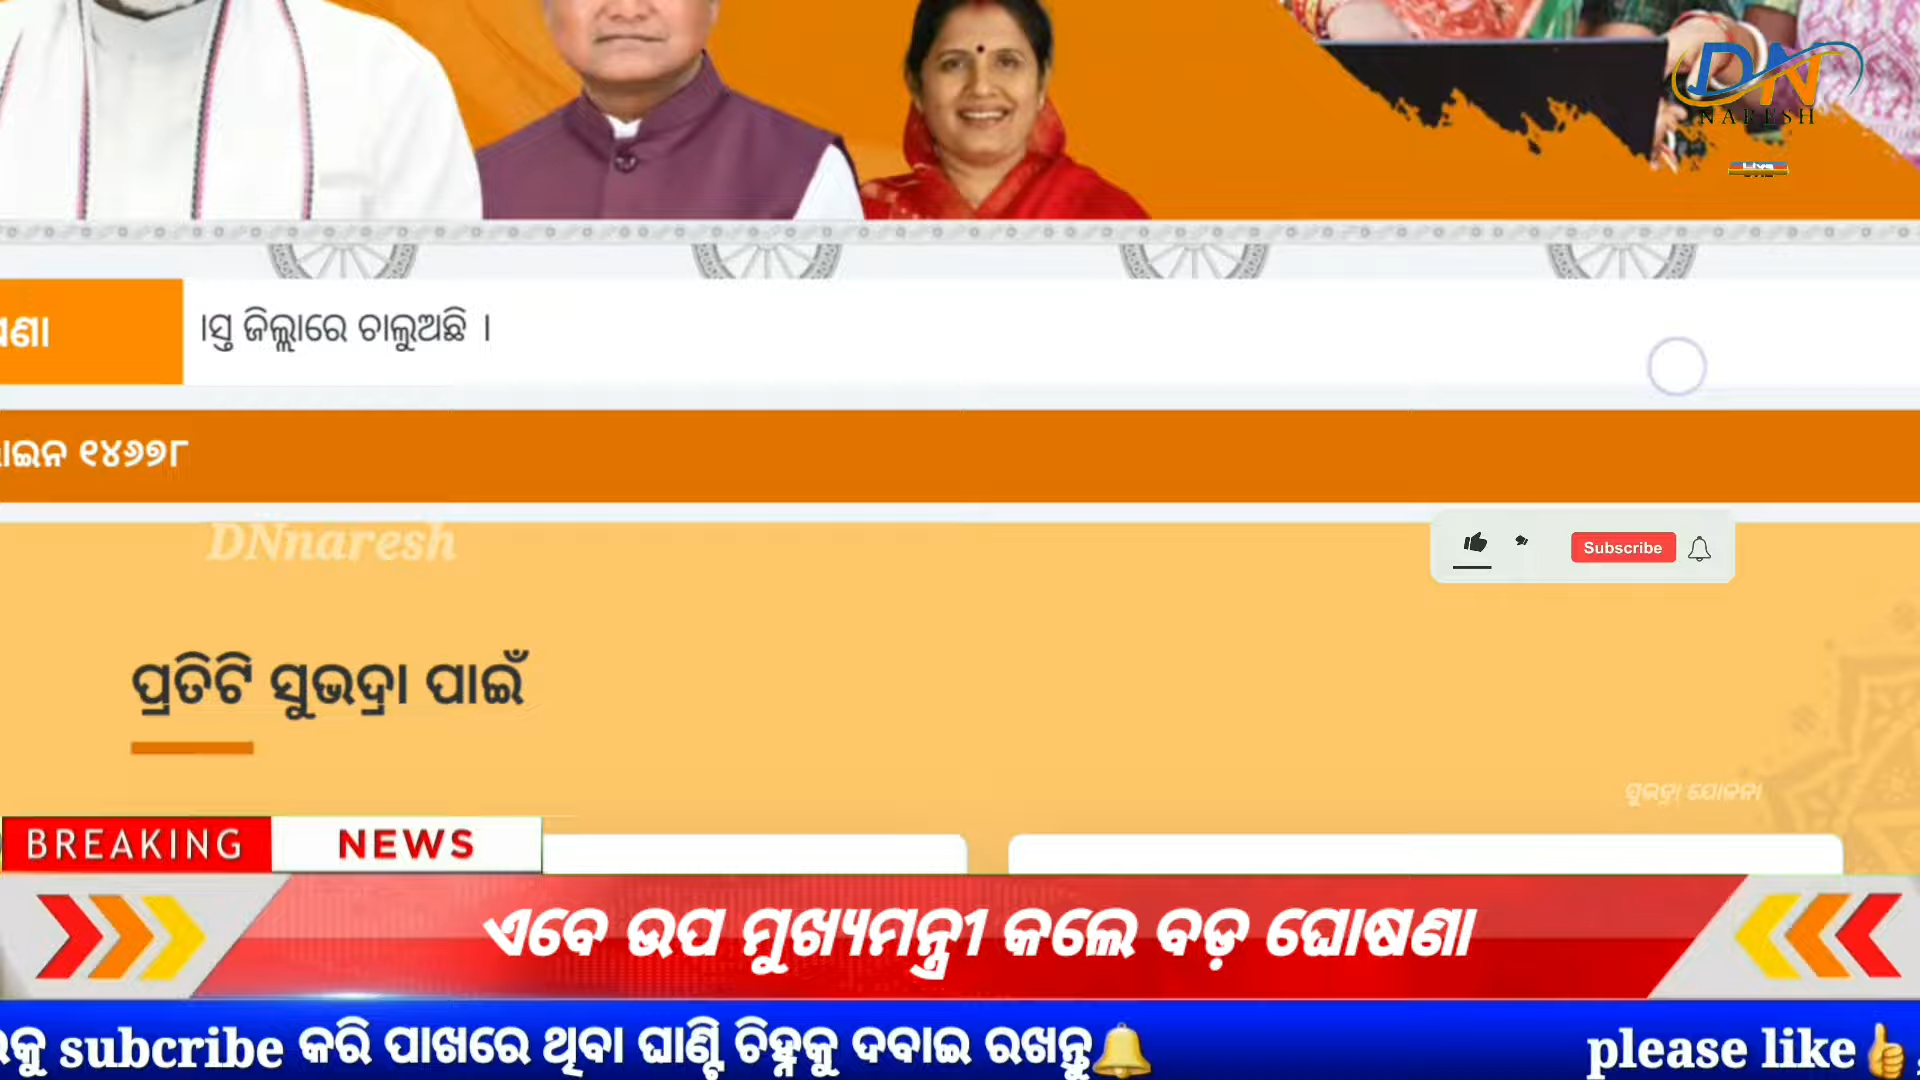 DN
NARESH
ଷଣା
ାସ୍ତ ଜିଲ୍ଲାରେ ଚାଲୁଅଛି ।
ାଇନ ୧୪୬୭୮
DNnaresh
Subscribe
ପ୍ରତିଟି ସୁଭଦ୍ରା ପାଇଁ
ସୁଭଦ୍ରା ଯୋଜନା
BREAKING NEWS
ଏବେ ଉପ ମୁଖ୍ୟମନ୍ତ୍ରୀ କଲେ ବଡ଼ ଘୋଷଣା
କୁ subcribe କରି ପାଖରେ ଥିବା ଘାଣ୍ଟି ଚିହ୍ନକୁ ଦବାଇ ରଖନ୍ତୁ🔔 please like👍